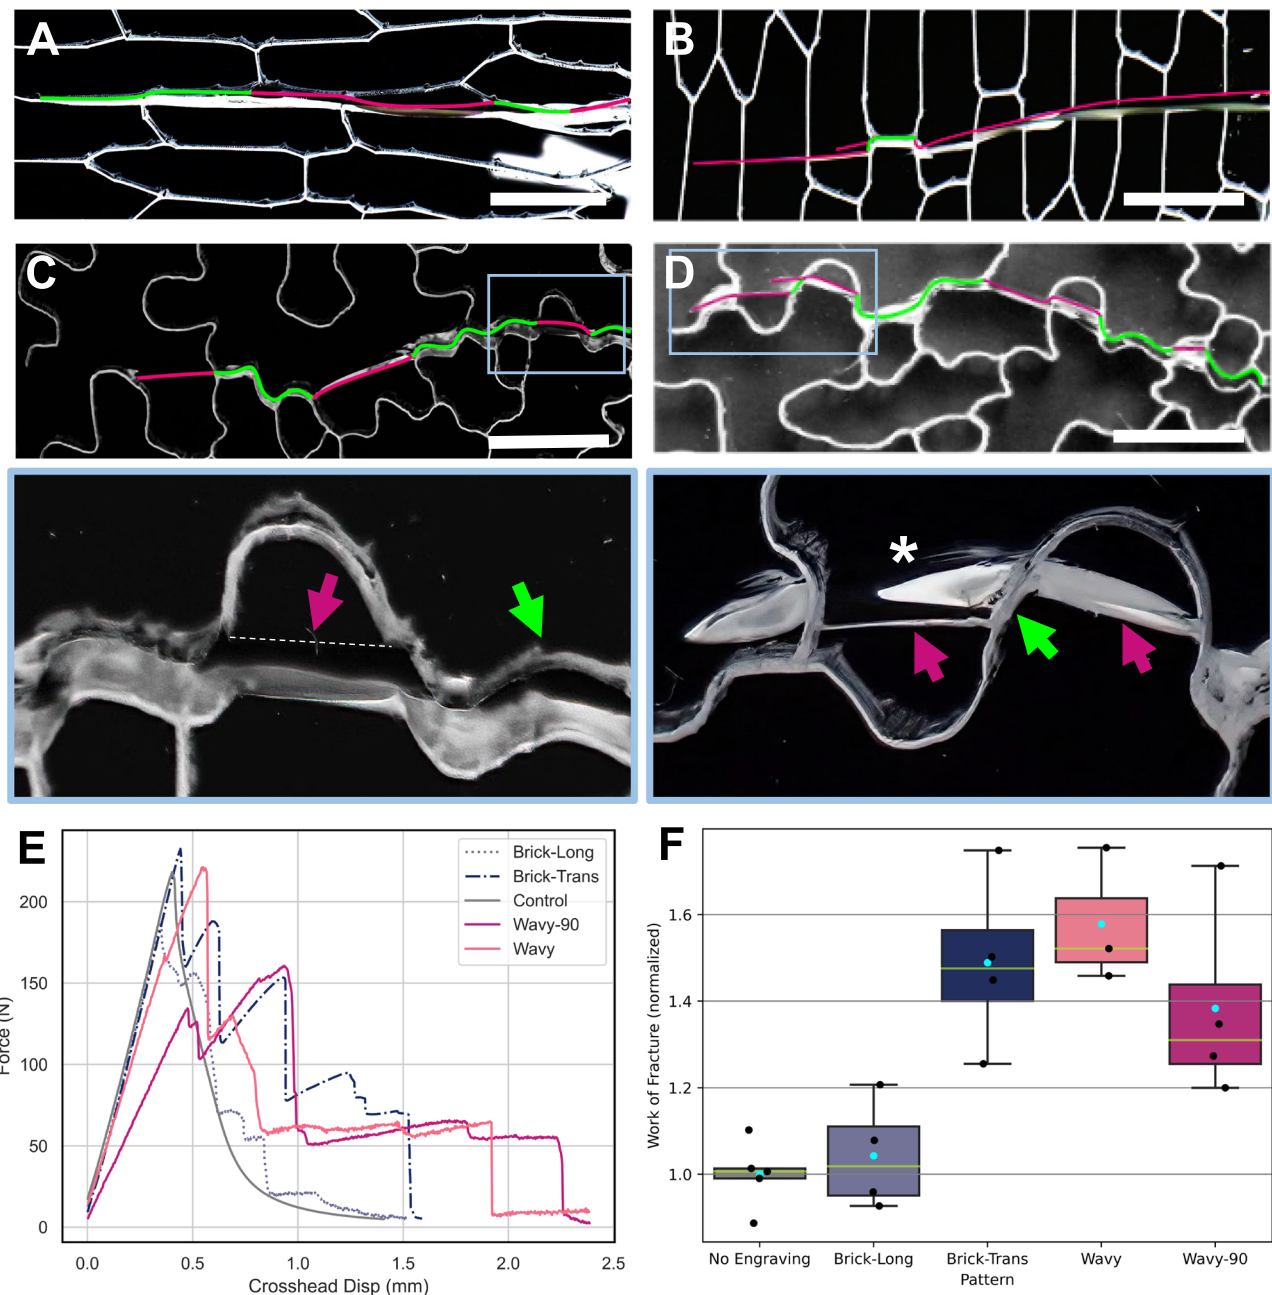 A
B
C
D
*
E
Brick-Long
Brick-Trans
Control
Wavy-90
Wavy
200
150
100
50
0
Force (N)
0.0 0.5 1.0 1.5 2.0 2.5
Crosshead Disp (mm)
F
1.6
1.4
1.2
1.0
Work of Fracture (normalized)
No Engraving Brick-Long Brick-Trans Wavy Wavy-90
Pattern